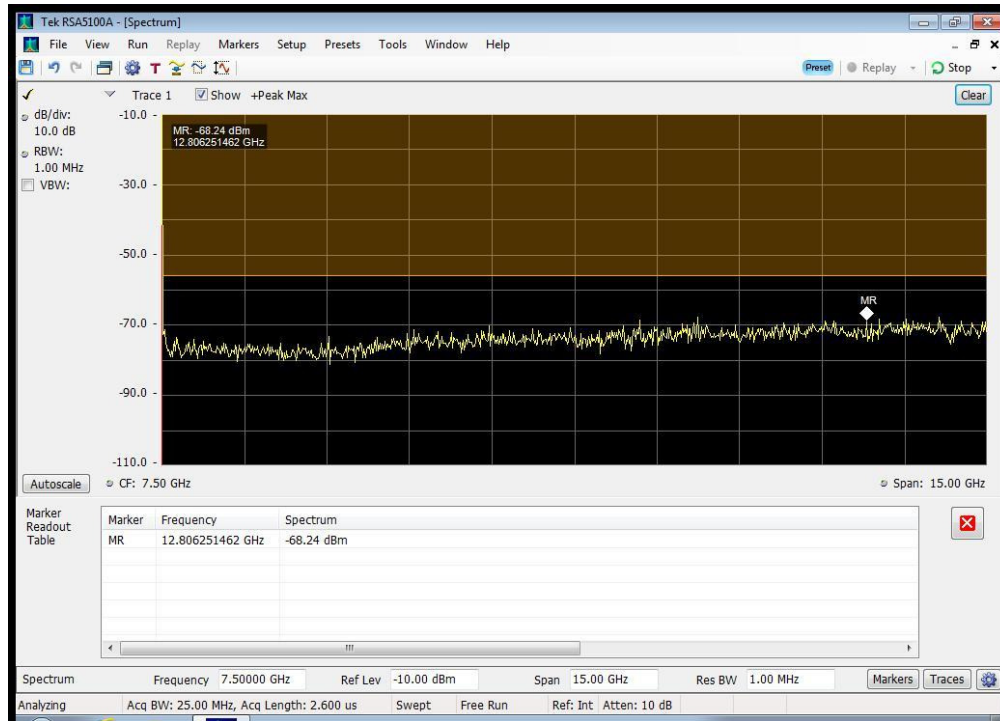 Tek RSA5100A - [Spectrum]
File View Run Replay Markers Setup Presets Tools Window Help
T
Preset Replay Stop
Trace 1 Show +Peak Max Clear
dB/div:
10.0 dB
RBW:
1.00 MHz
VBW:
-10.0
-30.0
-50.0
-70.0
-90.0
-110.0
MR: -68.24 dBm
12.806251462 GHz
MR
Autoscale CF: 7.50 GHz Span: 15.00 GHz
Marker
Readout
Table
Marker Frequency Spectrum
MR 12.806251462 GHz -68.24 dBm
Spectrum Frequency 7.50000 GHz Ref Lev -10.00 dBm Span 15.00 GHz Res BW 1.00 MHz Markers Traces
Analyzing Acq BW: 25.00 MHz, Acq Length: 2.600 us Swept Free Run Ref: Int Atten: 10 dB